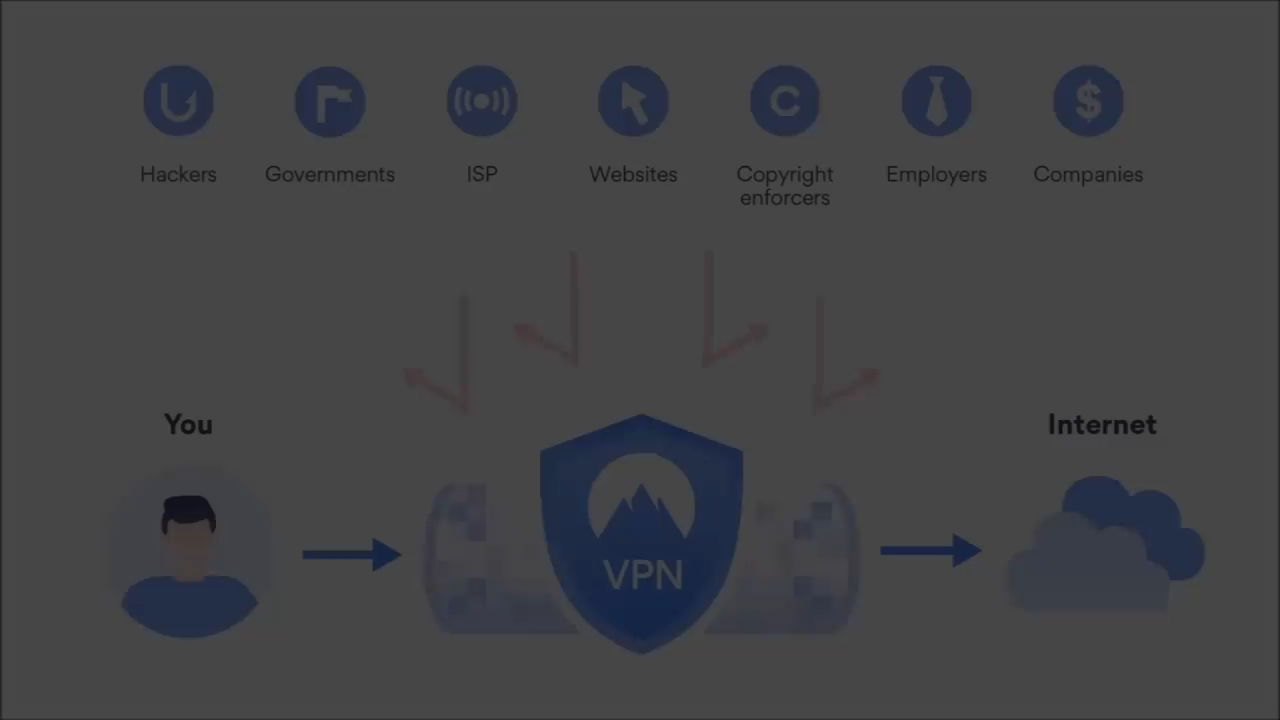 Hackers
Governments
ISP
Websites
Copyright
enforcers
Employers
Companies
You
Internet
VPN